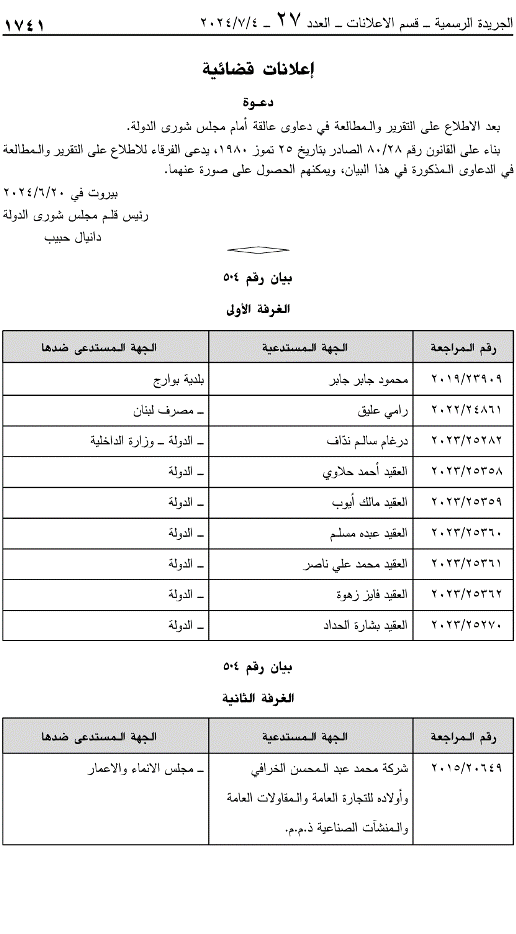 الجريدة الرسمية – قسم الاعلانات – العدد ٢٧ – ٢٠٢٤/٧/٤ ١٧٤١
إعلانات قضائية
دعوة
بعد الاطلاع على التقرير والمطالعة في دعاوى عالقة أمام مجلس شورى الدولة.
بناء على القانون رقم ٨٠/٢٨ الصادر بتاريخ ٢٥ تموز ١٩٨٠، يدعى الفرقاء للاطلاع على التقرير والمطالعة
في الدعاوى المذكورة في هذا البيان، ويمكنهم الحصول على صورة عنهما.
بيروت في ٢٠٢٤/٦/٢٠
رئيس قلم مجلس شورى الدولة
دانيال حبيب
بيان رقم ٥٠٤
الغرفة الأولى
رقم المراجعة الجهة المستدعية الجهة المستدعى ضدها
٢٠١٩/٢٣٩٠٩ محمود جابر جابر بلدية بوارج
٢٠٢٢/٢٤٨٦١ رامي عليق – مصرف لبنان
٢٠٢٣/٢٥٢٨٢ درغام سالم ندّاف – الدولة – وزارة الداخلية
٢٠٢٣/٢٥٣٥٨ العقيد أحمد حلاوي – الدولة
٢٠٢٣/٢٥٣٥٩ العقيد مالك أيوب – الدولة
٢٠٢٣/٢٥٣٦٠ العقيد عبده مسلم – الدولة
٢٠٢٣/٢٥٣٦١ العقيد محمد علي ناصر – الدولة
٢٠٢٣/٢٥٣٦٢ العقيد فايز زهوة – الدولة
٢٠٢٣/٢٥٢٧٠ العقيد بشارة الحداد – الدولة
بيان رقم ٥٠٤
الغرفة الثانية
رقم المراجعة الجهة المستدعية الجهة المستدعى ضدها
٢٠١٥/٢٠٦٤٩ شركة محمد عبد المحسن الخرافي – مجلس الانماء والاعمار
وأولاده للتجارة العامة والمقاولات العامة
والمنشآت الصناعية ذ.م.م.